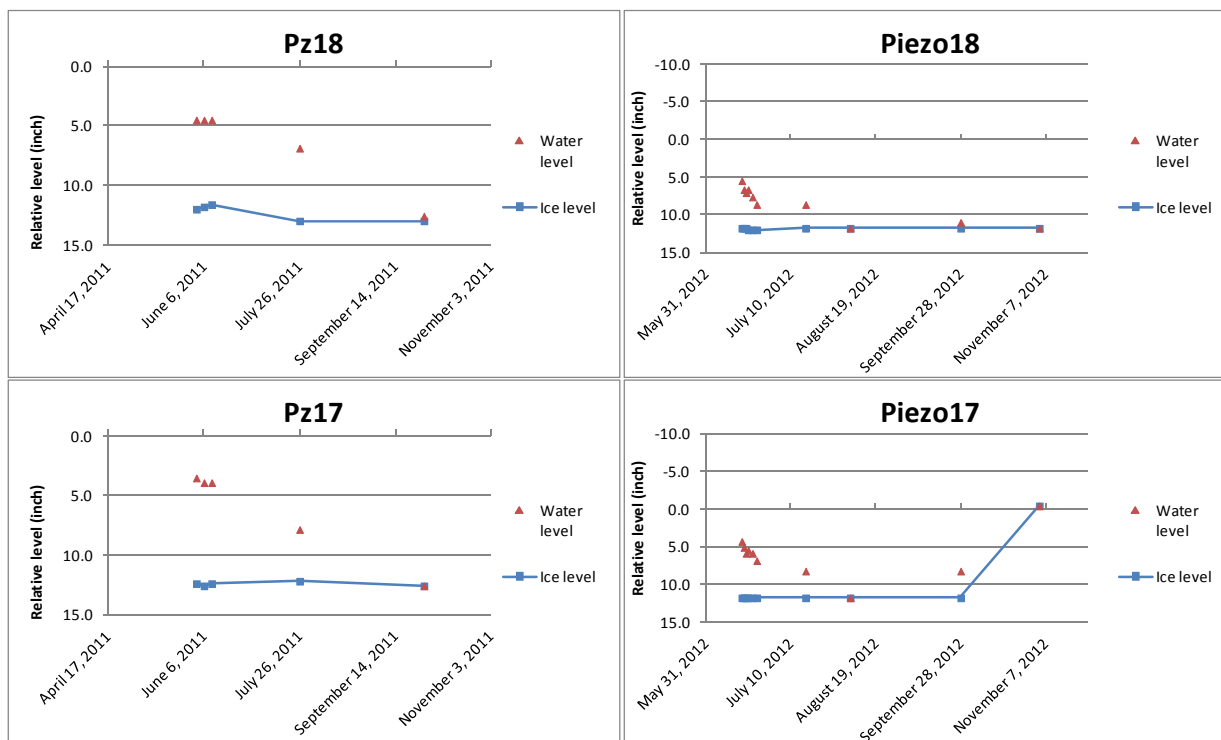 Pz18
0.0
5.0
10.0
15.0
Relative level (inch)
April 17, 2011
June 6, 2011
July 26, 2011
September 14, 2011
November 3, 2011
Water
level
Ice level
Piezo18
-10.0
-5.0
0.0
5.0
10.0
15.0
Relative level (inch)
May 31, 2012
July 10, 2012
August 19, 2012
September 28, 2012
November 7, 2012
Water
level
Ice level
Pz17
0.0
5.0
10.0
15.0
Relative level (inch)
April 17, 2011
June 6, 2011
July 26, 2011
September 14, 2011
November 3, 2011
Water
level
Ice level
Piezo17
-10.0
-5.0
0.0
5.0
10.0
15.0
Relative level (inch)
May 31, 2012
July 10, 2012
August 19, 2012
September 28, 2012
November 7, 2012
Water
level
Ice level